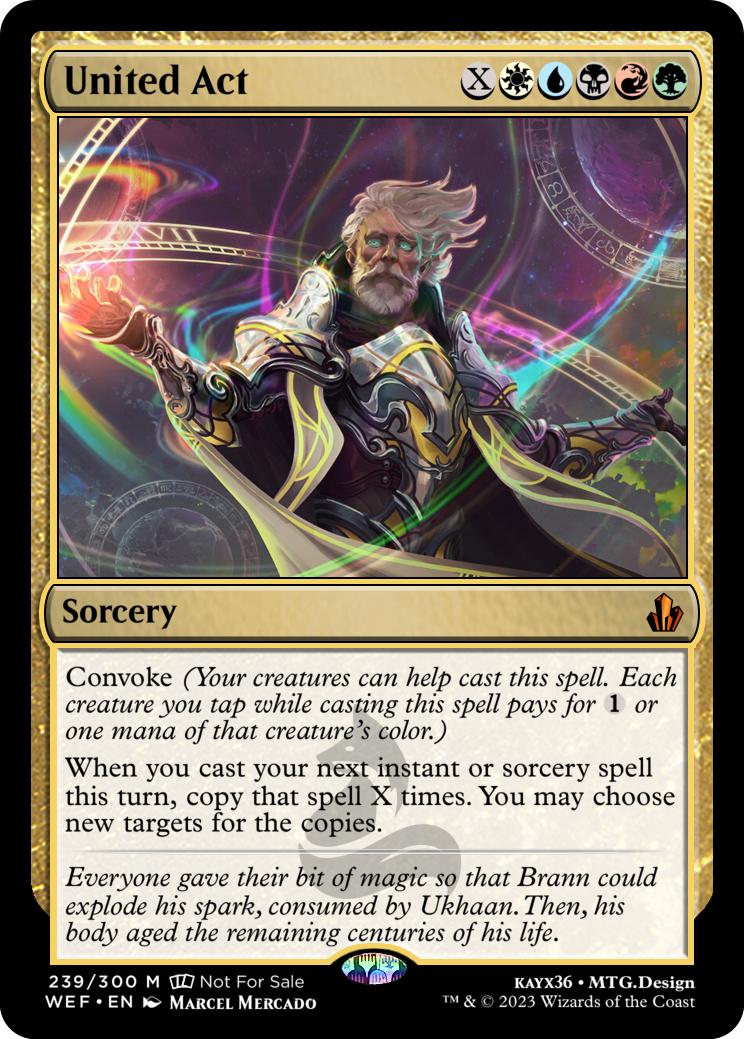 United Act X
VII
Sorcery
Convoke (Your creatures can help cast this spell. Each
creature you tap while casting this spell pays for 1 or
one mana of that creature's color.)
When you cast your next instant or sorcery spell
this turn, copy that spell X times. You may choose
new targets for the copies.
Everyone gave their bit of magic so that Brann could
explode his spark, consumed by Ukhaan. Then, his
body aged the remaining centuries of his life.
239/300 M Not For Sale
WEF • EN Marcel Mercado
kayx36 • MTG.Design
™ & © 2023 Wizards of the Coast